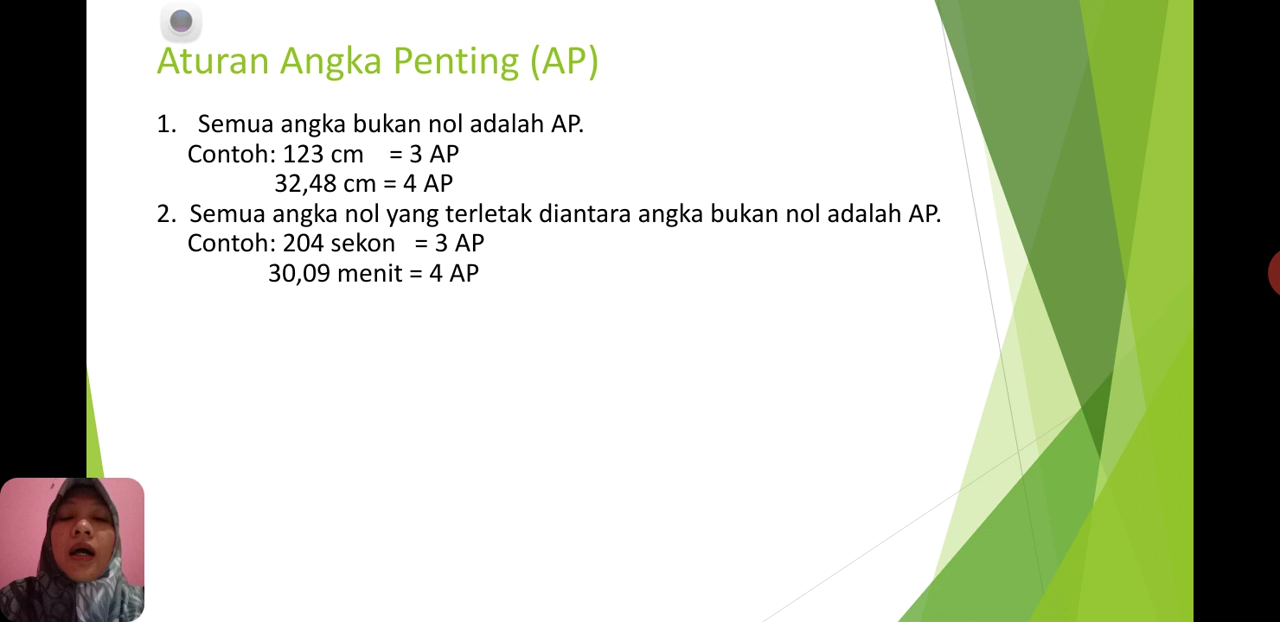 Aturan Angka Penting (AP)
1. Semua angka bukan nol adalah AP.
Contoh: 123 cm = 3 AP
32,48 cm = 4 AP
2. Semua angka nol yang terletak diantara angka bukan nol adalah AP.
Contoh: 204 sekon = 3 AP
30,09 menit = 4 AP